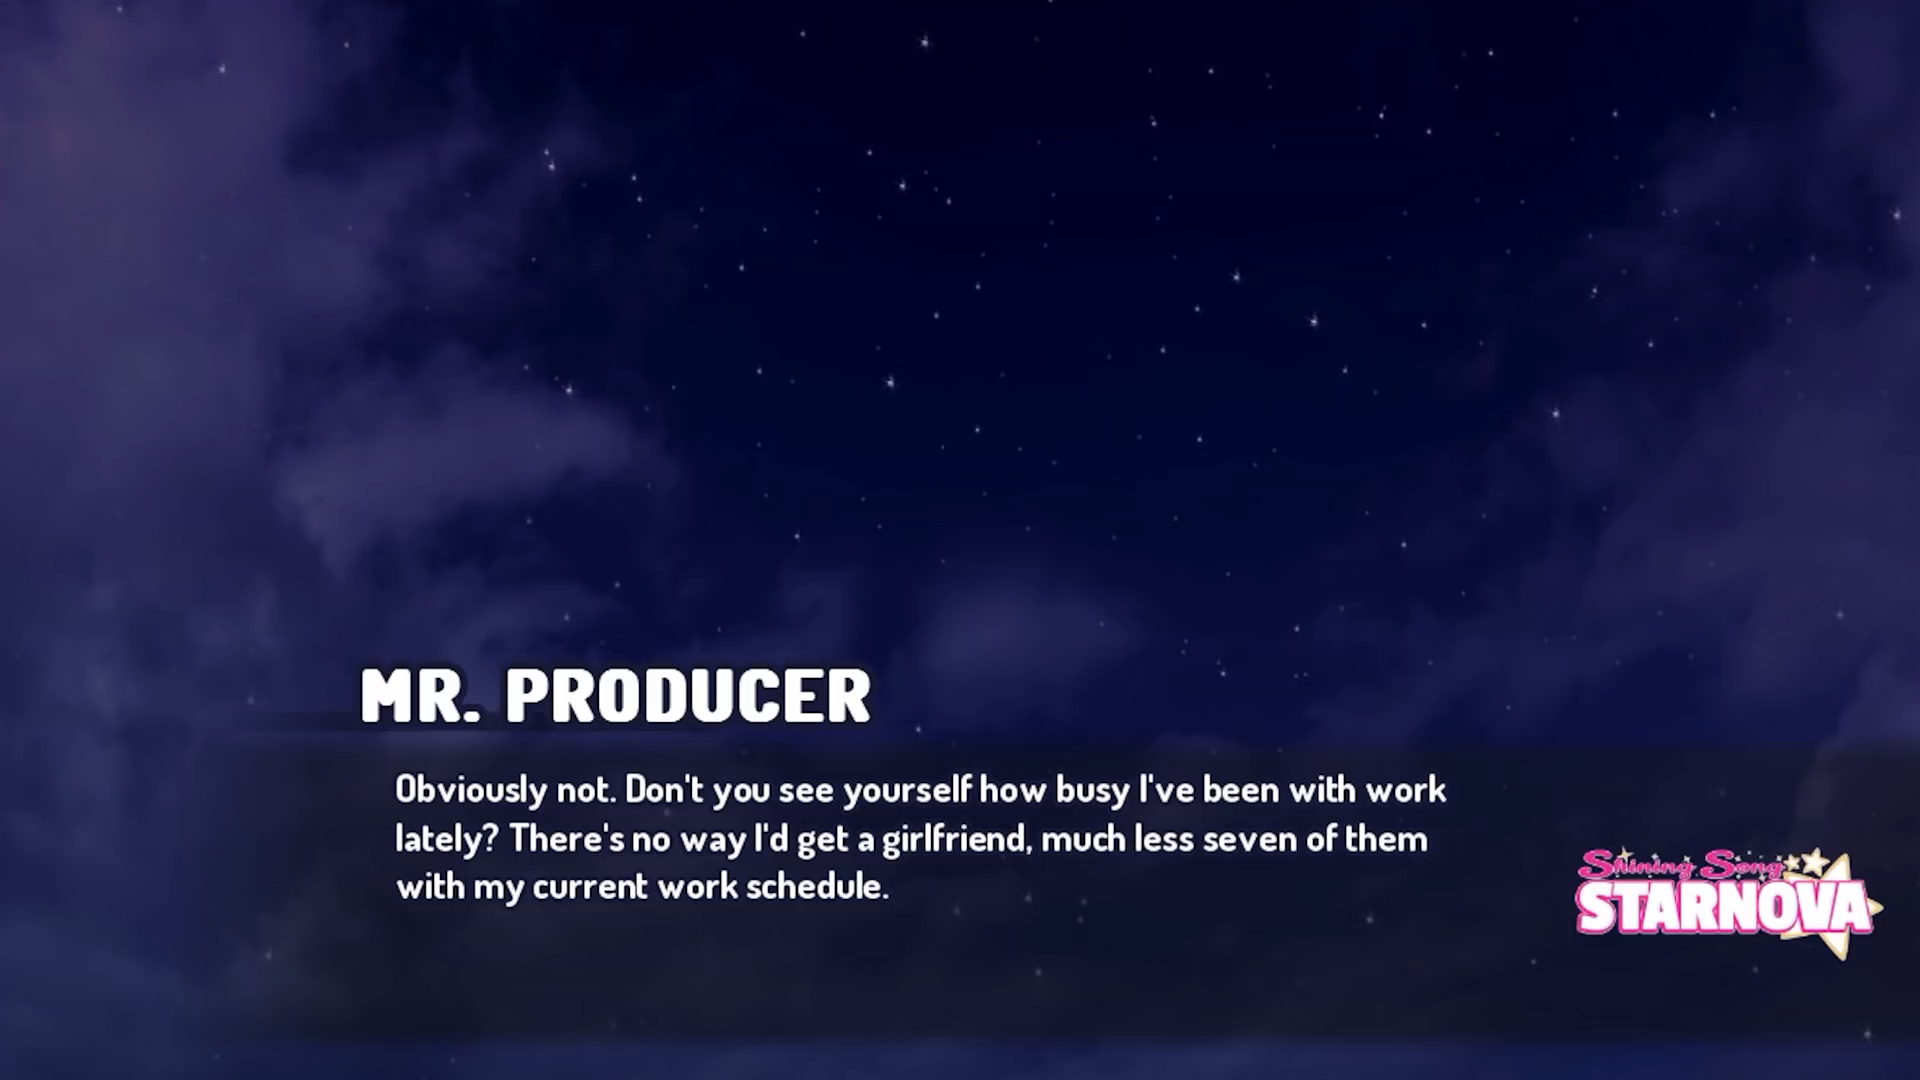 MR. PRODUCER
Obviously not. Don't you see yourself how busy I've been with work
lately? There's no way I'd get a girlfriend, much less seven of them
with my current work schedule.
Shining Song
STARNOVA